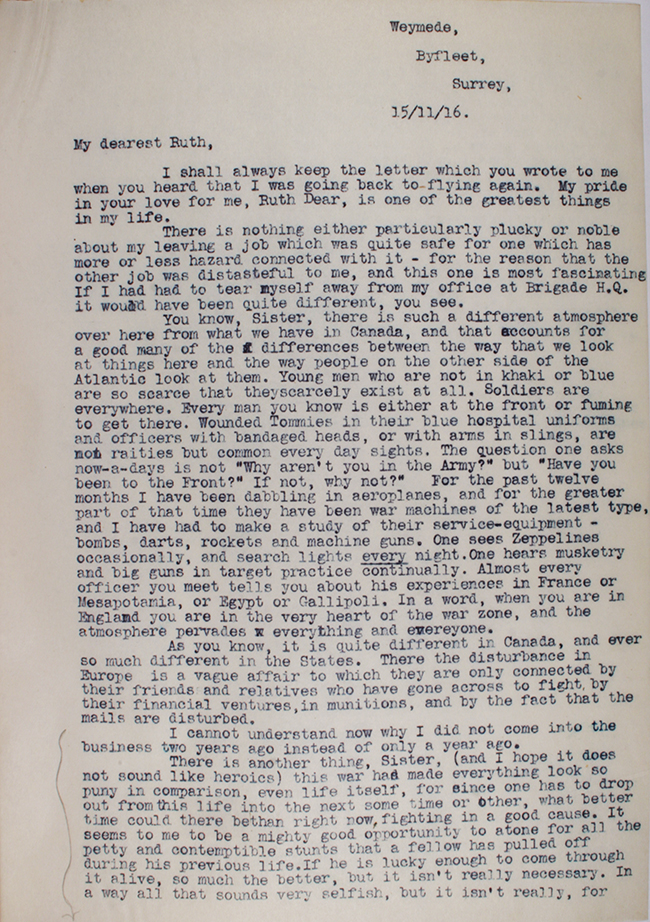 Weymede,
Byfleet,
Surrey,
15/11/16.
My dearest Ruth,
I shall always keep the letter which you wrote to me
when you heard that I was going back to flying again. My pride
in your love for me, Ruth Dear, is one of the greatest things
in my life.
There is nothing either particularly plucky or noble
about my leaving a job which was quite safe for one which has
more or less hazard connected with it - for the reason that the
other job was distasteful to me, and this one is most fascinating
If I had had to tear myself away from my office at Brigade H.Q.
it would have been quite different, you see.
You know, Sister, there is such a different atmosphere
over here from what we have in Canada, and that accounts for
a good many of the differences between the way that we look
at things here and the way people on the other side of the
Atlantic look at them. Young men who are not in khaki or blue
are so scarce that theyscarcely exist at all. Soldiers are
everywhere. Every man you know is either at the front or fuming
to get there. Wounded Tommies in their blue hospital uniforms
and officers with bandaged heads, or with arms in slings, are
not raities but common every day sights. The question one asks
now-a-days is not "Why aren't you in the Army?" but "Have you
been to the Front?" If not, why not?" For the past twelve
months I have been dabbling in aeroplanes, and for the greater
part of that time they have been war machines of the latest type,
and I have had to make a study of their service-equipment -
bombs, darts, rockets and machine guns. One sees Zeppelines
occasionally, and search lights every night.One hears musketry
and big guns in target practice continually. Almost every
officer you meet tells you about his experiences in France or
Mesapotamia, or Egypt or Gallipoli. In a word, when you are in
England you are in the very heart of the war zone, and the
atmosphere pervades x everything and emereyone.
As you know, it is quite different in Canada, and ever
so much different in the States. There the disturbance in
Europe is a vague affair to which they are only connected by
their friends and relatives who have gone across to fight, by
their financial ventures,in munitions, and by the fact that the
mails are disturbed.
I cannot understand now why I did not come into the
business two years ago instead of only a year ago.
There is another thing, Sister, (and I hope it does
not sound like heroics) this war had made everything look so
puny in comparison, even life itself, for since one has to drop
out fromthis life into the next some time or other, what better
time could there bethan right now,fighting in a good cause. It
seems to me to be a mighty good opportunity to atone for all the
petty and contemptible stunts that a fellow has pulled off
during his previous life.If he is lucky enough to come through
it alive, so much the better, but it isn't really necessary. In
a way all that sounds very selfish, but it isn't really, for